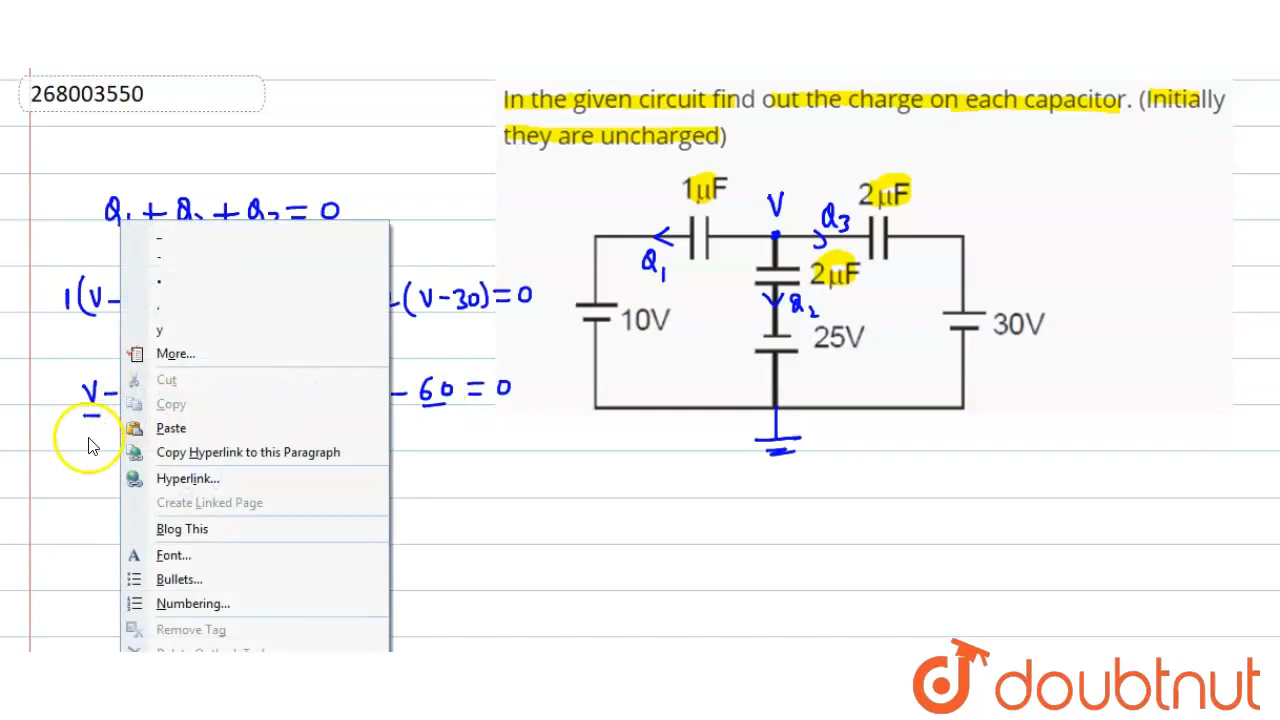 268003550
In the given circuit find out the charge on each capacitor. (Initially
they are uncharged)
Q₁ + Q₂ + Q₃ = 0
1(V- (V-30)=0
V- - 60 = 0
-
-
•
.
y
More...
Cut
Copy
Paste
Copy Hyperlink to this Paragraph
Hyperlink...
Create Linked Page
Blog This
Font...
Bullets...
Numbering...
Remove Tag
1μF
V
2μF
Q₃
Q₁
2μF
Q₂
10V
25V
30V
doubtnut